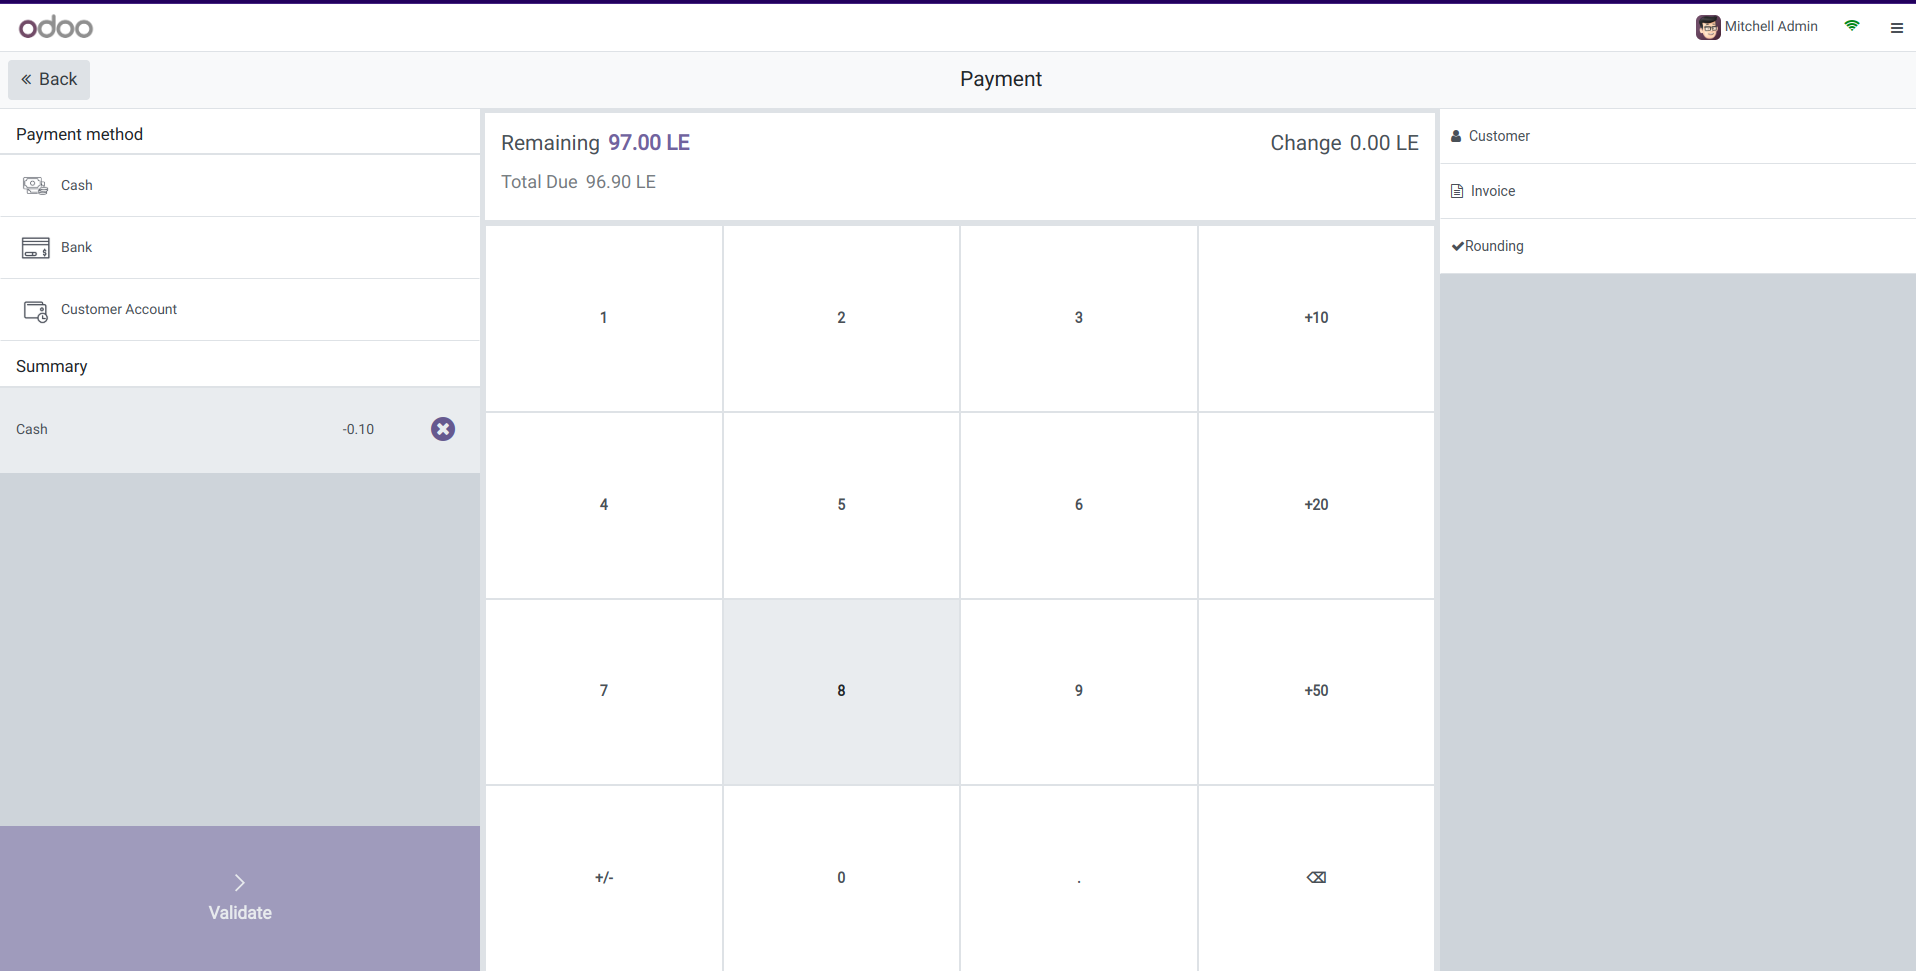 odoo
Mitchell Admin
« Back
Payment
Payment method
Cash
Bank
Customer Account
Summary
Cash -0.10
Validate
Remaining 97.00 LE
Change 0.00 LE
Total Due 96.90 LE
1 2 3 +10
4 5 6 +20
7 8 9 +50
+/- 0 . ⌫
Customer
Invoice
Rounding